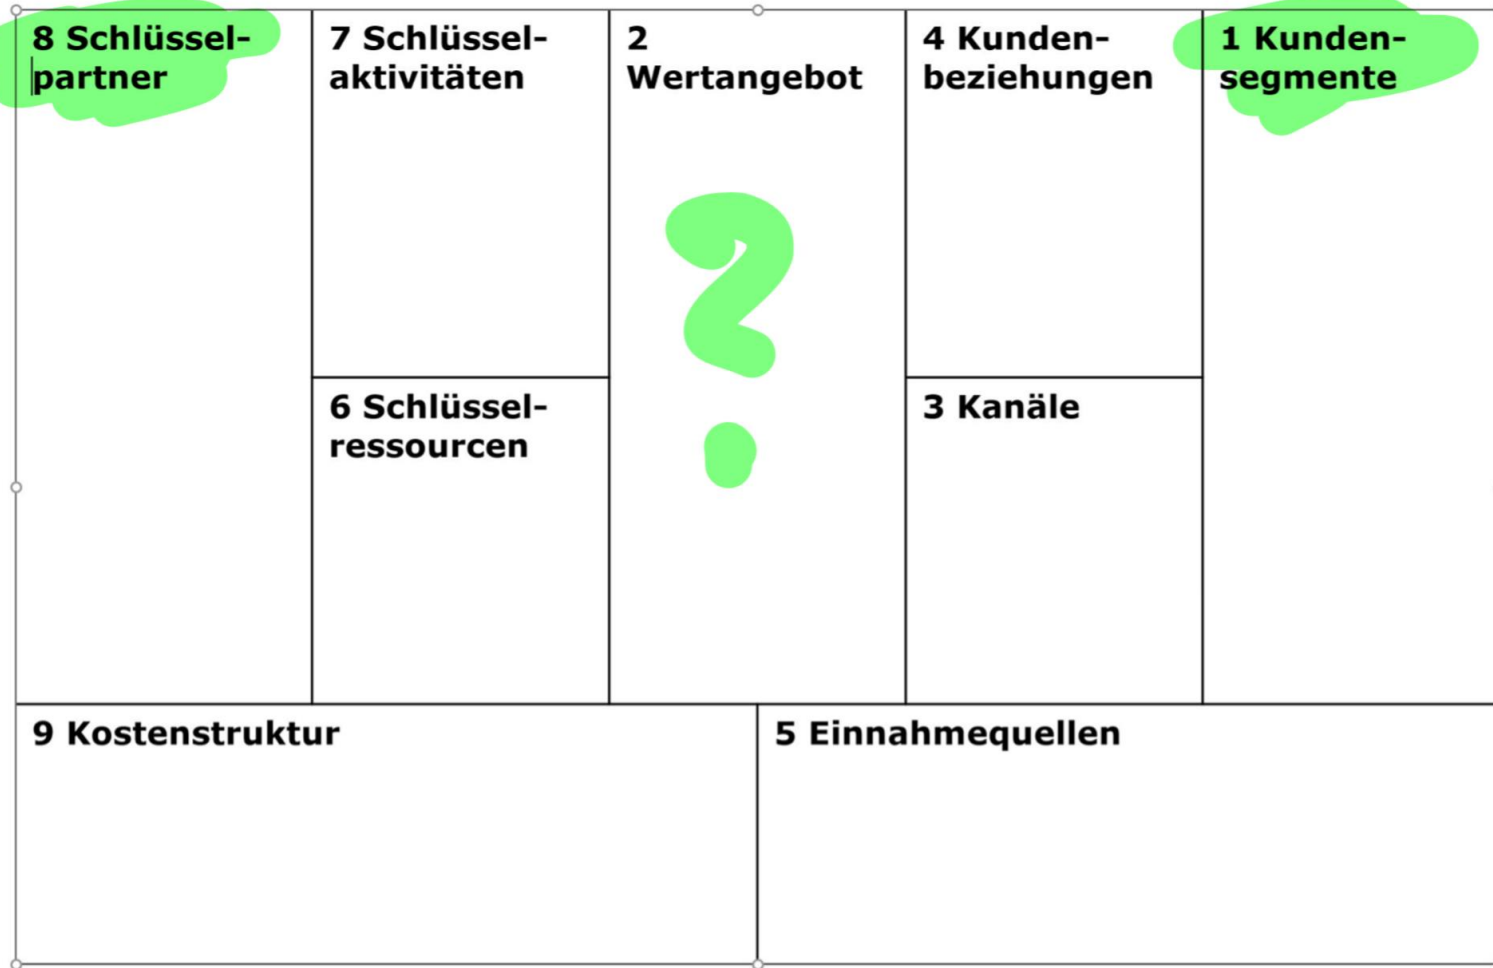 8 Schlüssel-
partner
7 Schlüssel-
aktivitäten
6 Schlüssel-
ressourcen
2
Wertangebot
?
4 Kunden-
beziehungen
3 Kanäle
1 Kunden-
segmente
9 Kostenstruktur
5 Einnahmequellen